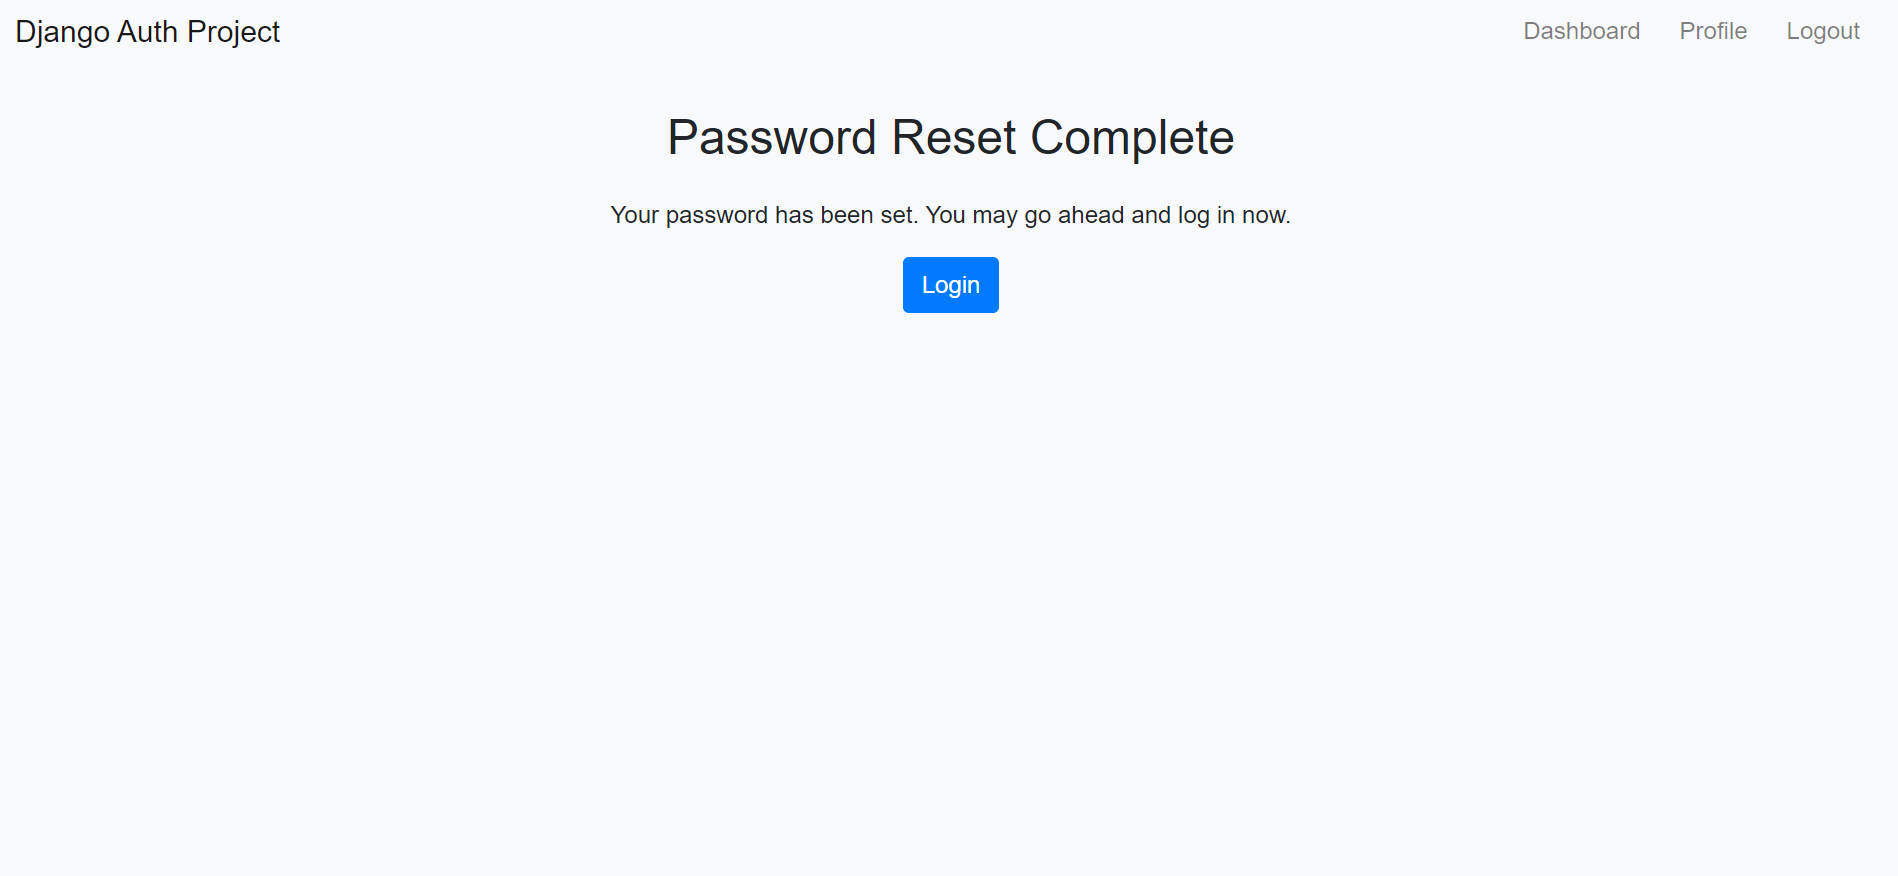 Django Auth Project
Dashboard Profile Logout
Password Reset Complete
Your password has been set. You may go ahead and log in now.
Login